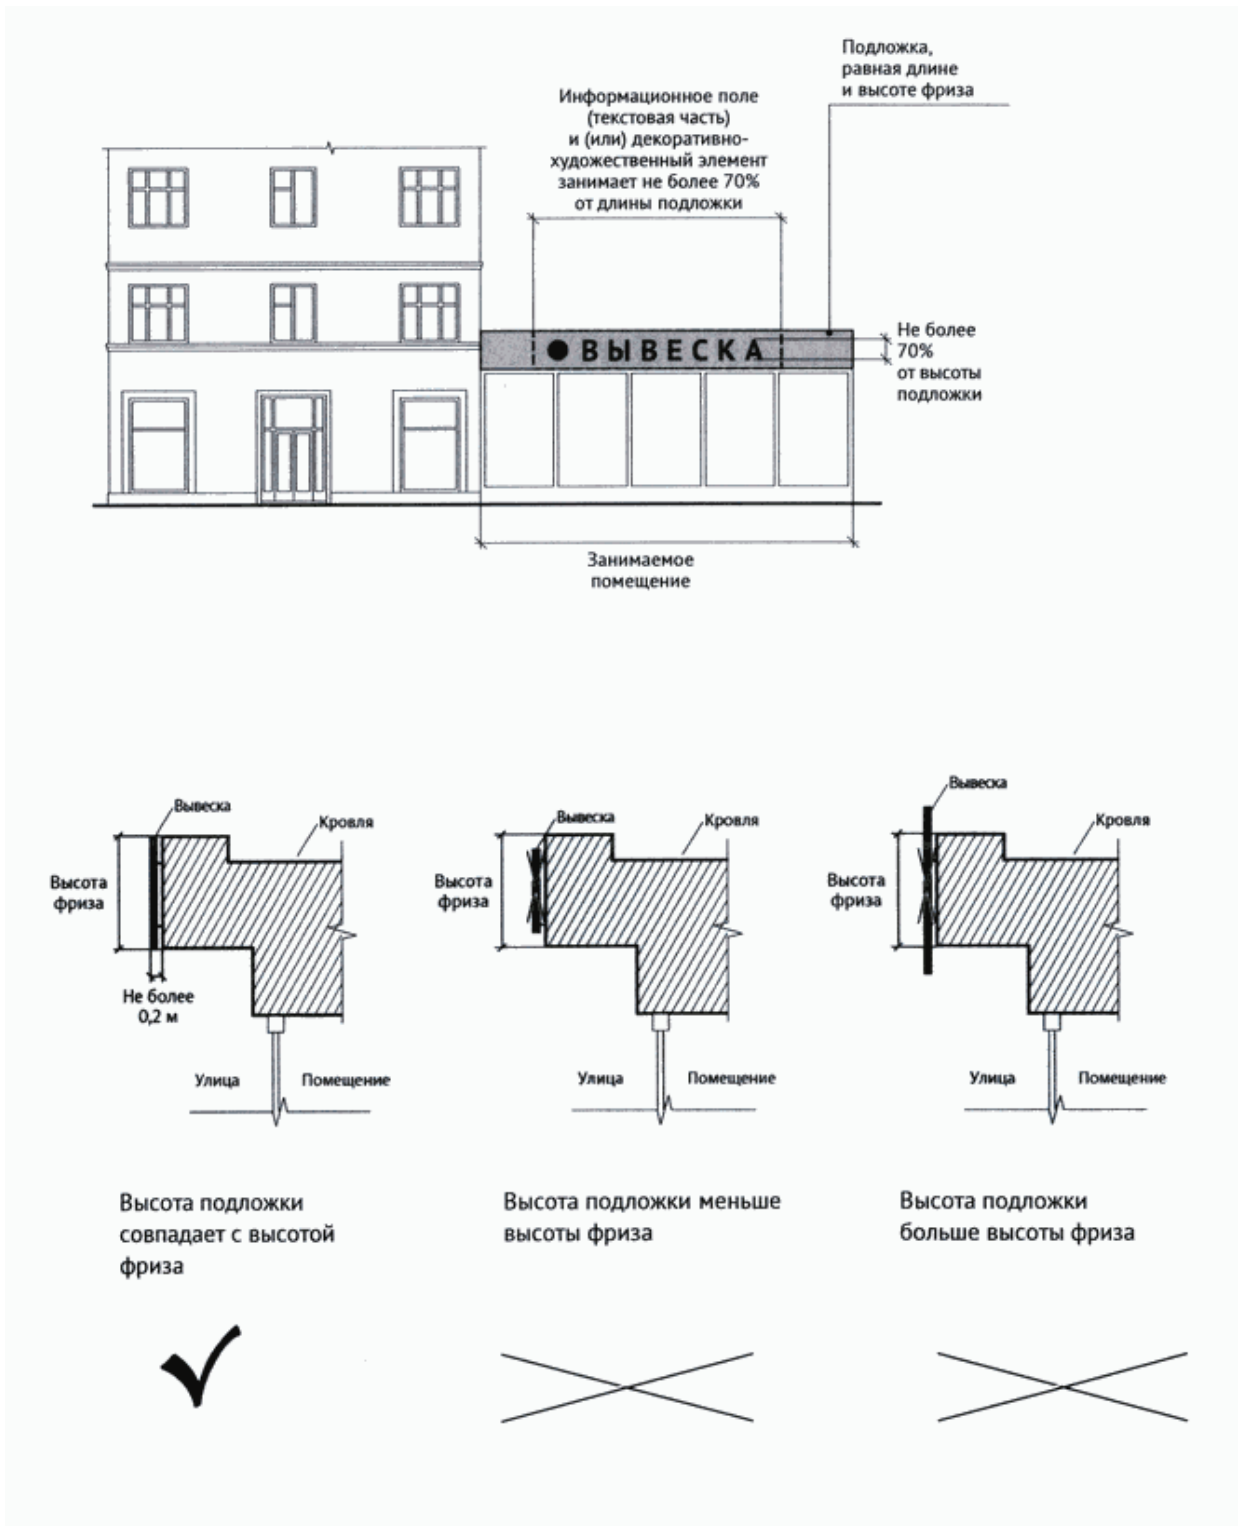 Подложка,
равная длине
и высоте фриза
Информационное поле
(текстовая часть)
и (или) декоративно-
художественный элемент
занимает не более 70%
от длины подложки
ВЫВЕСКА
Не более
70%
от высоты
подложки
Занимаемое
помещение
Вывеска
Кровля
Высота
фриза
Не более
0,2 м
Улица
Помещение
Вывеска
Кровля
Высота
фриза
Улица
Помещение
Вывеска
Кровля
Высота
фриза
Улица
Помещение
Высота подложки
совпадает с высотой
фриза
Высота подложки меньше
высоты фриза
Высота подложки
больше высоты фриза